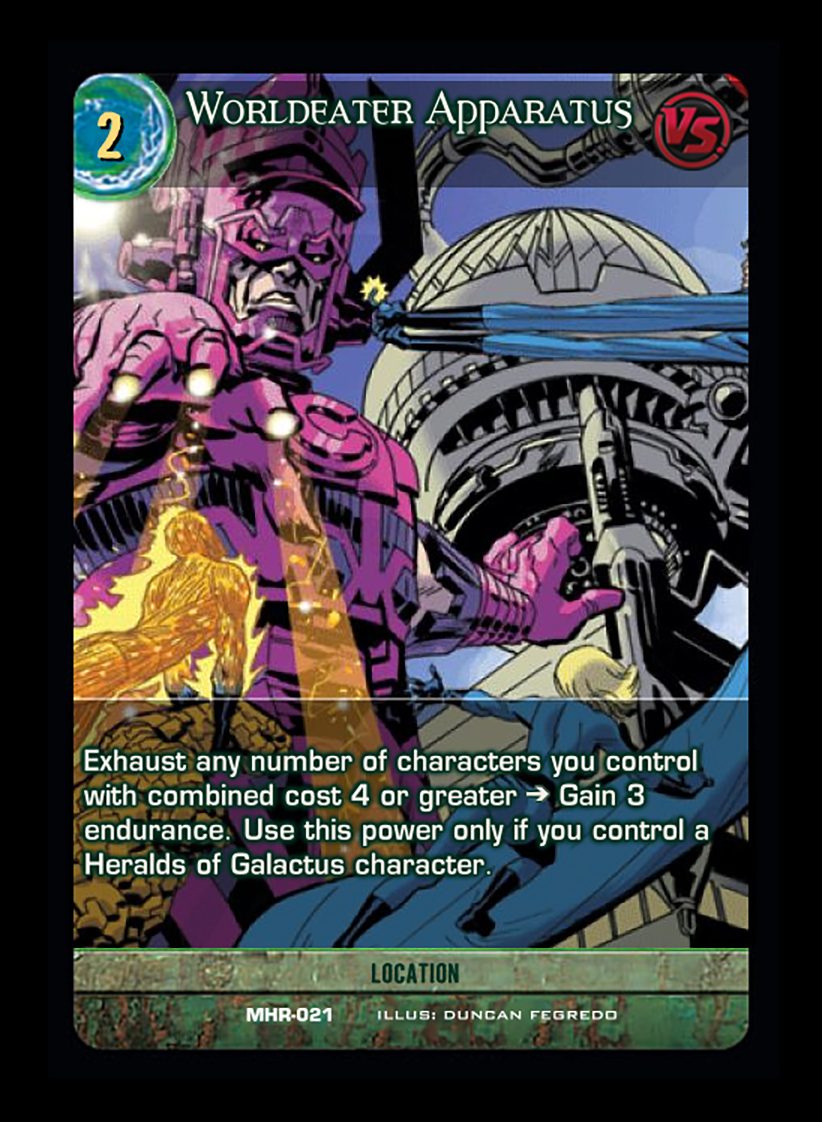 2
Worldeater Apparatus
VS.
Exhaust any number of characters you control
with combined cost 4 or greater ➔ Gain 3
endurance. Use this power only if you control a
Heralds of Galactus character.
LOCATION
MHR-021 ILLUS: DUNCAN FEGREDO